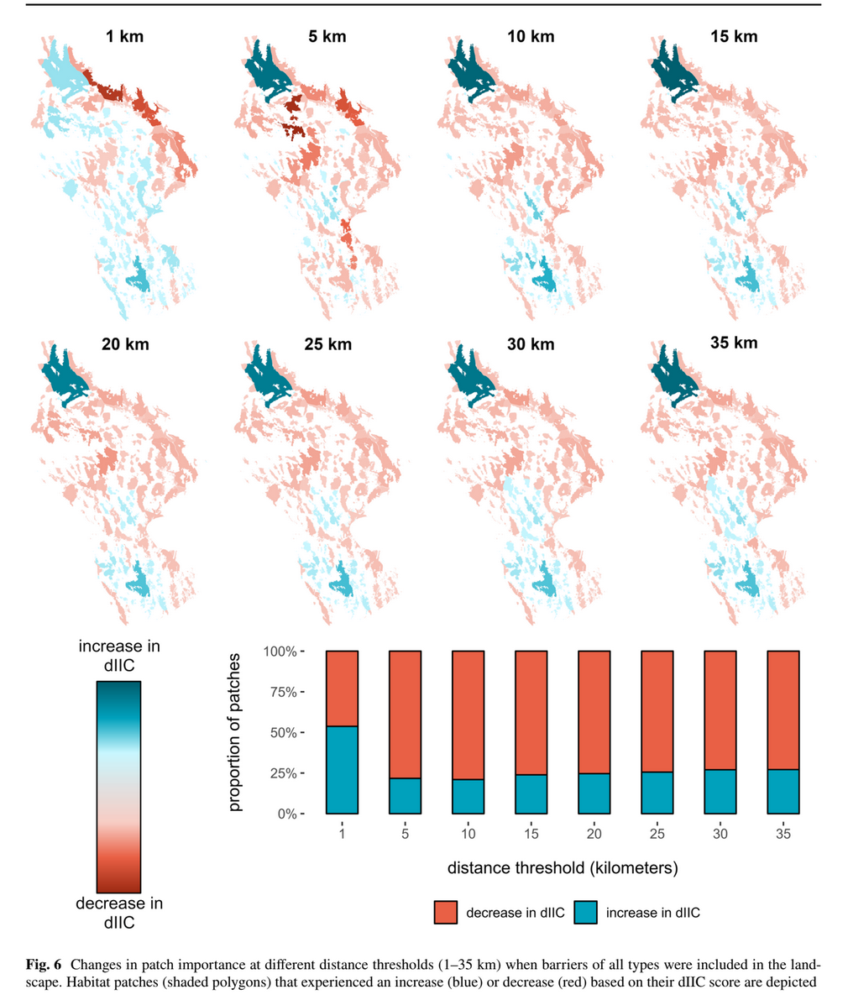 1 km 5 km 10 km 15 km
20 km 25 km 30 km 35 km
increase in
dIIC
decrease in
dIIC
proportion of patches
100%
75%
50%
25%
0%
1 5 10 15 20 25 30 35
distance threshold (kilometers)
decrease in dIIC increase in dIIC
Fig. 6 Changes in patch importance at different distance thresholds (1–35 km) when barriers of all types were included in the land-
scape. Habitat patches (shaded polygons) that experienced an increase (blue) or decrease (red) based on their dIIC score are depicted